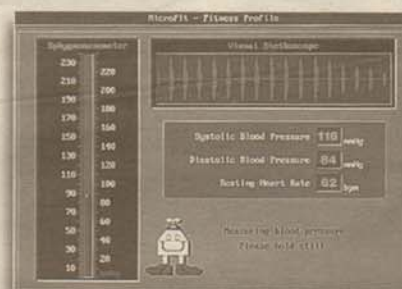 MicroFit - Fitness Profile
Sphygmomanometer
Visual Stethoscope
230
220
210
200
190
180
170
160
150
140
130
120
110
100
90
80
70
60
50
40
30
20
10
Systolic Blood Pressure 116 mmHg
Diastolic Blood Pressure 84 mmHg
Resting Heart Rate 62 bpm
Measuring blood pressure
Please hold still